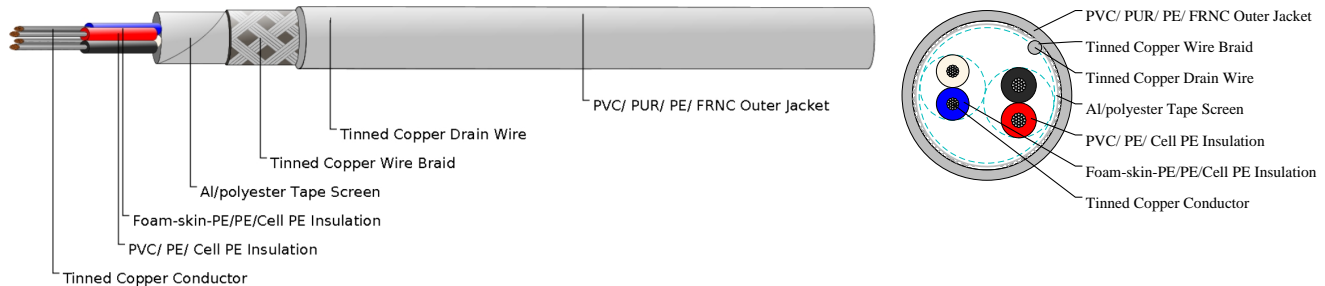 PVC/ PUR/ PE/ FRNC Outer Jacket
Tinned Copper Drain Wire
Tinned Copper Wire Braid
Al/polyester Tape Screen
Foam-skin-PE/PE/Cell PE Insulation
PVC/ PE/ Cell PE Insulation
Tinned Copper Conductor
PVC/ PUR/ PE/ FRNC Outer Jacket
Tinned Copper Wire Braid
Tinned Copper Drain Wire
Al/polyester Tape Screen
PVC/ PE/ Cell PE Insulation
Foam-skin-PE/PE/Cell PE Insulation
Tinned Copper Conductor